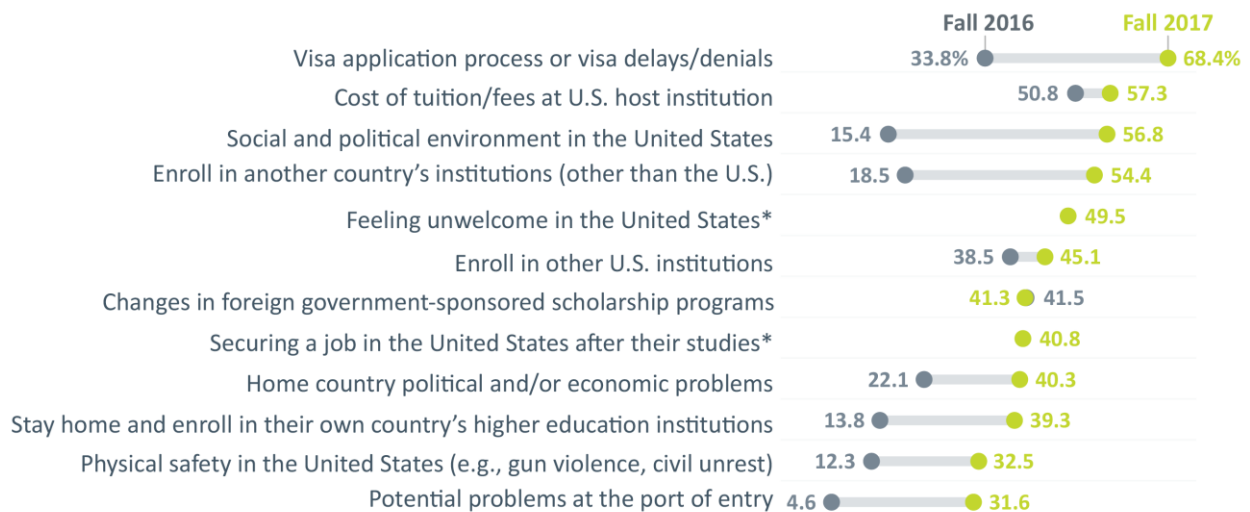 Fall 2016 Fall 2017
Visa application process or visa delays/denials 33.8% 68.4%
Cost of tuition/fees at U.S. host institution 50.8 57.3
Social and political environment in the United States 15.4 56.8
Enroll in another country's institutions (other than the U.S.) 18.5 54.4
Feeling unwelcome in the United States* 49.5
Enroll in other U.S. institutions 38.5 45.1
Changes in foreign government-sponsored scholarship programs 41.3 41.5
Securing a job in the United States after their studies* 40.8
Home country political and/or economic problems 22.1 40.3
Stay home and enroll in their own country's higher education institutions 13.8 39.3
Physical safety in the United States (e.g., gun violence, civil unrest) 12.3 32.5
Potential problems at the port of entry 4.6 31.6